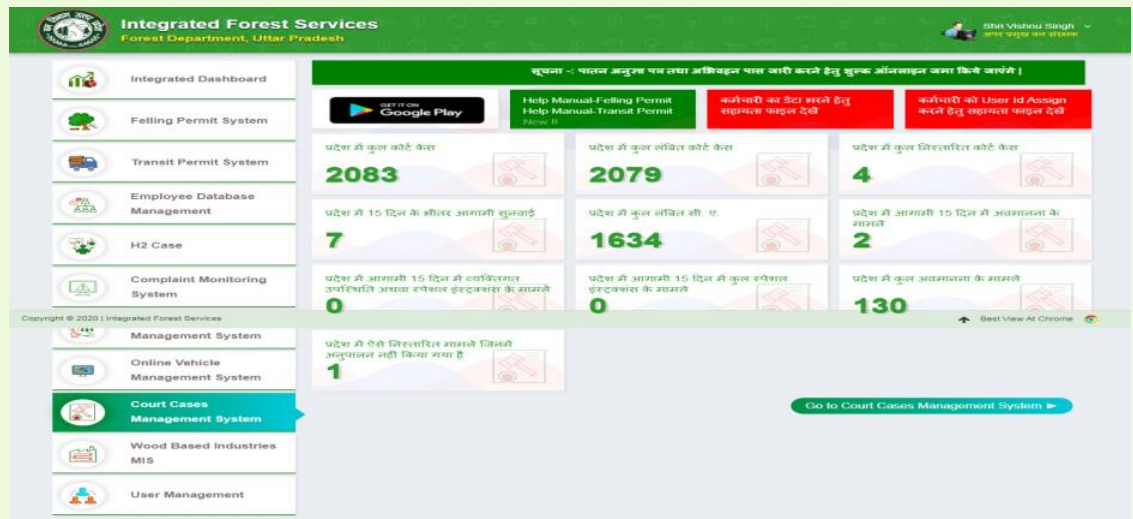 Integrated Forest Services
Forest Department, Uttar Pradesh
Shri Vishnu Singh
अपर प्रमुख वन संरक्षक
Integrated Dashboard
Felling Permit System
Transit Permit System
Employee Database
Management
H2 Case
Complaint Monitoring
System
Management System
Online Vehicle
Management System
Court Cases
Management System
Wood Based Industries
MIS
User Management
सूचना -: पातन अनुज्ञा पत्र तथा अभिवहन पास जारी करने हेतु शुल्क ऑनलाइन जमा किये जाएंगे |
GET IT ON
Google Play
Help Manual-Felling Permit
Help Manual-Transit Permit
New !!
कर्मचारी का डेटा भरने हेतु
सहायता फाइल देखें
कर्मचारी को User Id Assign
करने हेतु सहायता फाइल देखें
प्रदेश में कुल कोर्ट केस
2083
प्रदेश में कुल लंबित कोर्ट केस
2079
प्रदेश में कुल निस्तारित कोर्ट केस
4
प्रदेश में 15 दिन के भीतर आगामी सुनवाई
7
प्रदेश में कुल लंबित सी. ए.
1634
प्रदेश में आगामी 15 दिन में अवमानना के
मामले
2
प्रदेश में आगामी 15 दिन में व्यक्तिगत
उपस्थिति अथवा स्पेशल इंस्ट्रक्शंस के मामले
0
प्रदेश में आगामी 15 दिन में कुल स्पेशल
इंस्ट्रक्शंस के मामले
0
प्रदेश में कुल अवमानना के मामले
130
Copyright © 2020 | Integrated Forest Services
Best View At Chrome
प्रदेश में ऐसे निस्तारित मामले जिनमें
अनुपालन नहीं किया गया है
1
Go to Court Cases Management System ►